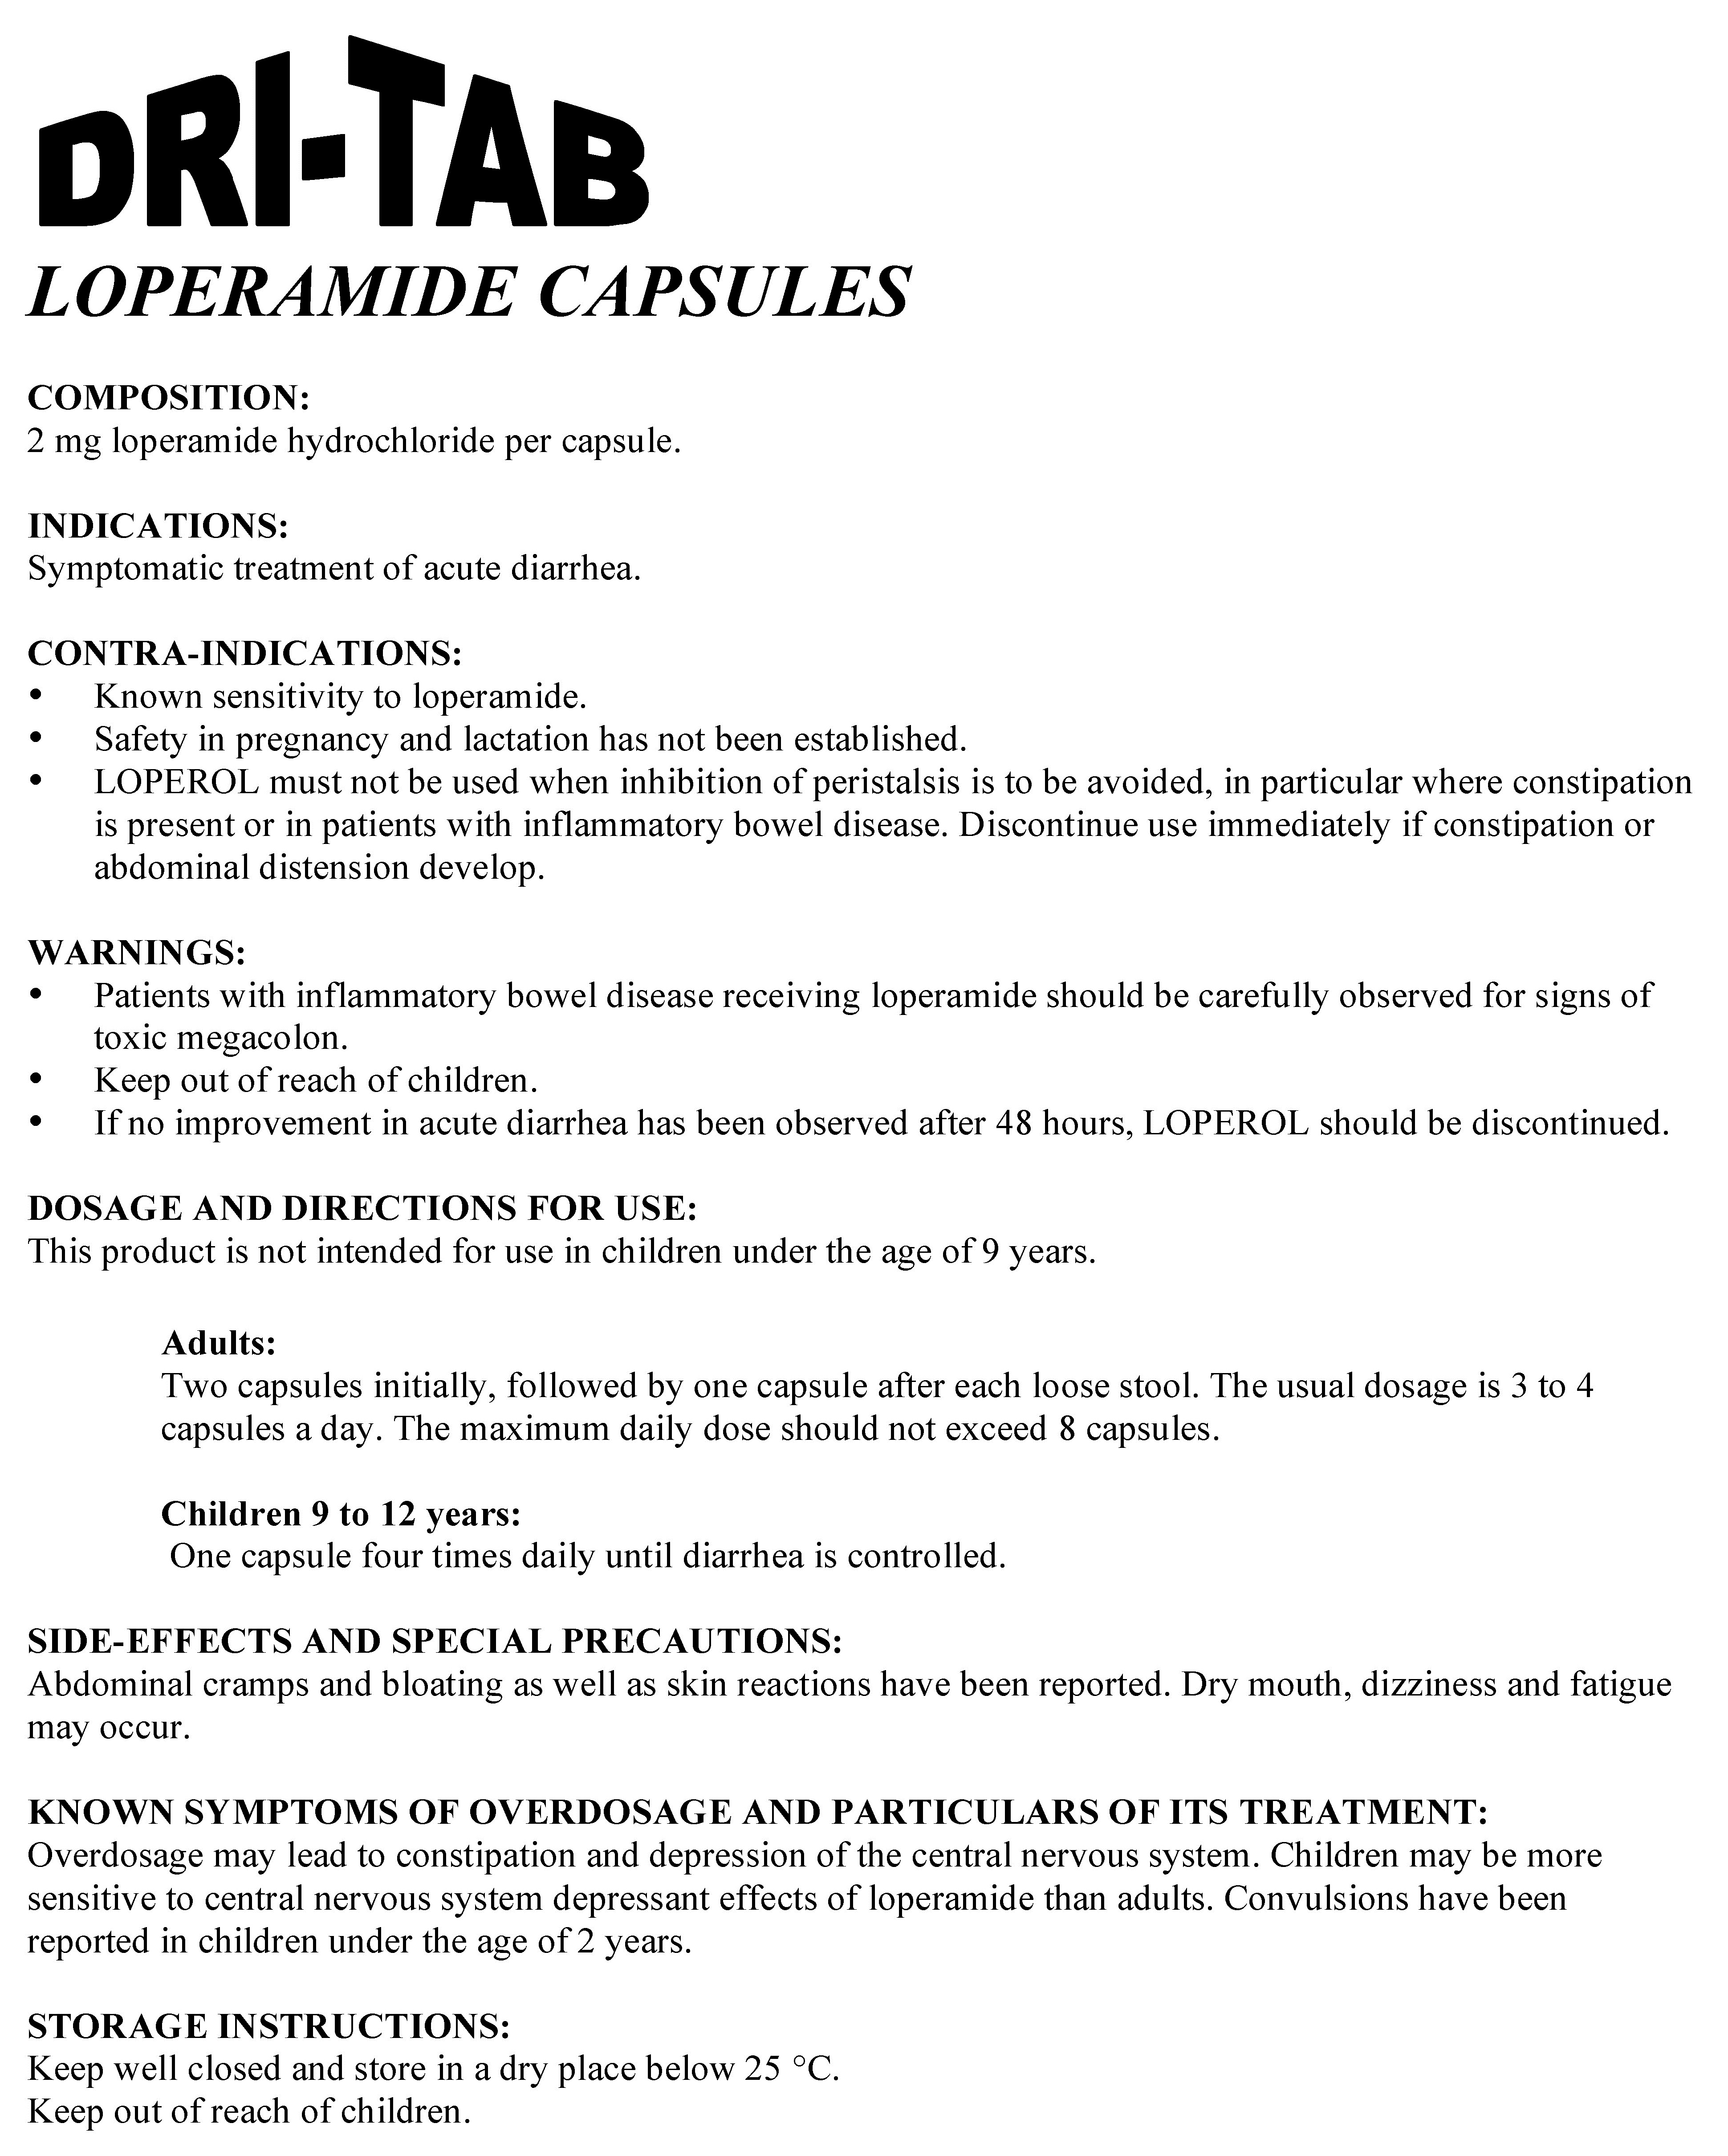 DRI-TAB
LOPERAMIDE CAPSULES
COMPOSITION:
2 mg loperamide hydrochloride per capsule.
INDICATIONS:
Symptomatic treatment of acute diarrhea.
CONTRA-INDICATIONS:
• Known sensitivity to loperamide.
• Safety in pregnancy and lactation has not been established.
• LOPEROL must not be used when inhibition of peristalsis is to be avoided, in particular where constipation
is present or in patients with inflammatory bowel disease. Discontinue use immediately if constipation or
abdominal distension develop.
WARNINGS:
• Patients with inflammatory bowel disease receiving loperamide should be carefully observed for signs of
toxic megacolon.
• Keep out of reach of children.
• If no improvement in acute diarrhea has been observed after 48 hours, LOPEROL should be discontinued.
DOSAGE AND DIRECTIONS FOR USE:
This product is not intended for use in children under the age of 9 years.
Adults:
Two capsules initially, followed by one capsule after each loose stool. The usual dosage is 3 to 4
capsules a day. The maximum daily dose should not exceed 8 capsules.
Children 9 to 12 years:
One capsule four times daily until diarrhea is controlled.
SIDE-EFFECTS AND SPECIAL PRECAUTIONS:
Abdominal cramps and bloating as well as skin reactions have been reported. Dry mouth, dizziness and fatigue
may occur.
KNOWN SYMPTOMS OF OVERDOSAGE AND PARTICULARS OF ITS TREATMENT:
Overdosage may lead to constipation and depression of the central nervous system. Children may be more
sensitive to central nervous system depressant effects of loperamide than adults. Convulsions have been
reported in children under the age of 2 years.
STORAGE INSTRUCTIONS:
Keep well closed and store in a dry place below 25 °C.
Keep out of reach of children.